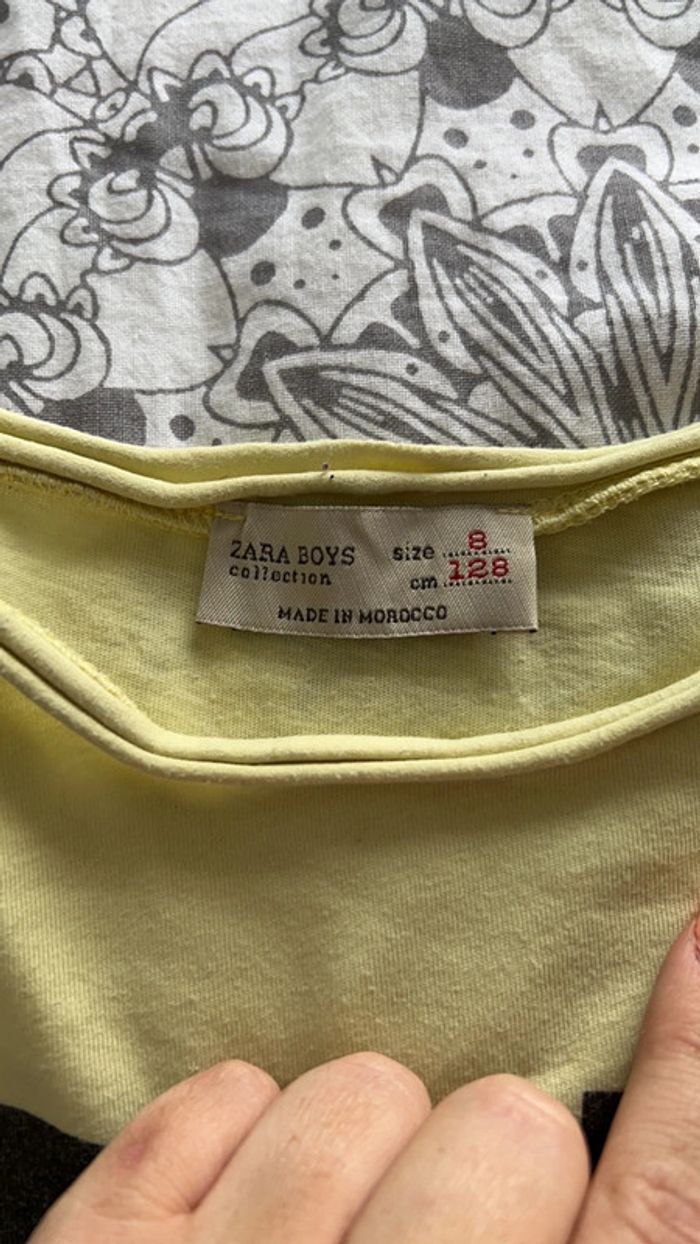 ZARA BOYS
collection
size 8
cm 128
MADE IN MOROCCO